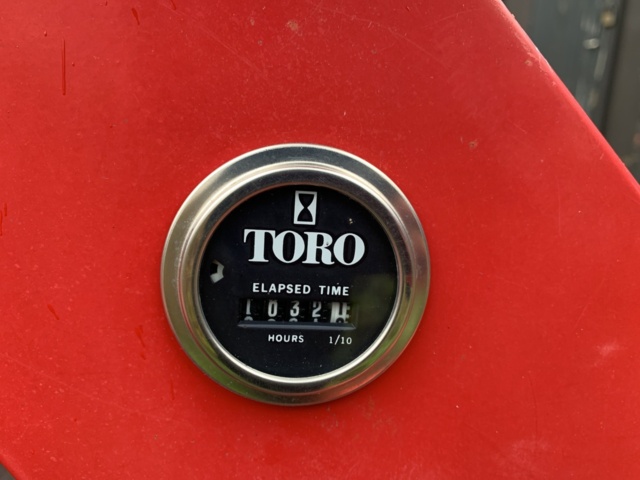 TORO
ELAPSED TIME
1032
HOURS 1/10